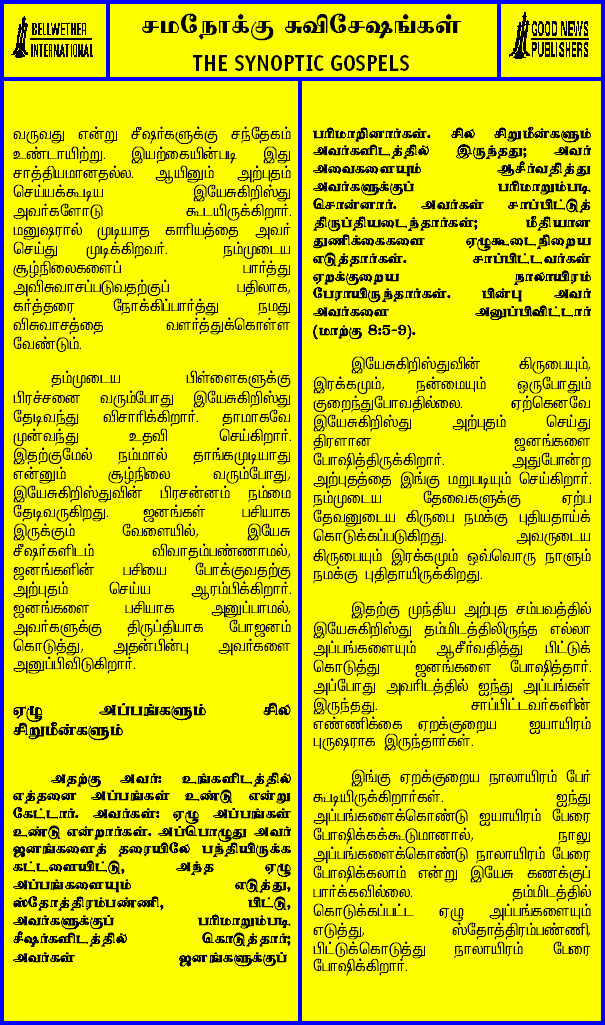 BELLWETHER
INTERNATIONAL
சமநோக்கு சுவிசேஷங்கள்
THE SYNOPTIC GOSPELS
GOOD NEWS
PUBLISHERS
வருவது என்று சீஷர்களுக்கு சந்தேகம்
உண்டாயிற்று. இயற்கையின்படி இது
சாத்தியமானதல்ல. ஆயினும் அற்புதம்
செய்யக்கூடிய இயேசுகிறிஸ்து
அவர்களோடு கூடயிருக்கிறார்.
மனுஷரால் முடியாத காரியத்தை அவர்
செய்து முடிக்கிறவர். நம்முடைய
சூழ்நிலைகளைப் பார்த்து
அவிசுவாசப்படுவதற்குப் பதிலாக,
கர்த்தரை நோக்கிப்பார்த்து நமது
விசுவாசத்தை வளர்த்துக்கொள்ள
வேண்டும்.
தம்முடைய பிள்ளைகளுக்கு
பிரச்சனை வரும்போது இயேசுகிறிஸ்து
தேடிவந்து விசாரிக்கிறார். தாமாகவே
முன்வந்து உதவி செய்கிறார்.
இதற்குமேல் நம்மால் தாங்கமுடியாது
என்னும் சூழ்நிலை வரும்போது,
இயேசுகிறிஸ்துவின் பிரசன்னம் நம்மை
தேடிவருகிறது. ஜனங்கள் பசியாக
இருக்கும் வேளையில், இயேசு
சீஷர்களிடம் விவாதம்பண்ணாமல்,
ஜனங்களின் பசியை போக்குவதற்கு
அற்புதம் செய்ய ஆரம்பிக்கிறார்.
ஜனங்களை பசியாக அனுப்பாமல்,
அவர்களுக்கு திருப்தியாக போஜனம்
கொடுத்து, அதன்பின்பு அவர்களை
அனுப்பிவிடுகிறார்.
ஏழு அப்பங்களும் சில
சிறுமீன்களும்
அதற்கு அவர்: உங்களிடத்தில்
எத்தனை அப்பங்கள் உண்டு என்று
கேட்டார். அவர்கள்: ஏழு அப்பங்கள்
உண்டு என்றார்கள். அப்பொழுது அவர்
ஜனங்களைத் தரையிலே பந்தியிருக்க
கட்டளையிட்டு, அந்த ஏழு
அப்பங்களையும் எடுத்து,
ஸ்தோத்திரம்பண்ணி, பிட்டு,
அவர்களுக்குப் பரிமாறும்படி
சீஷர்களிடத்தில் கொடுத்தார்;
அவர்கள் ஜனங்களுக்குப்
பரிமாறினார்கள். சில சிறுமீன்களும்
அவர்களிடத்தில் இருந்தது; அவர்
அவைகளையும் ஆசீர்வதித்து
அவர்களுக்குப் பரிமாறும்படி
சொன்னார். அவர்கள் சாப்பிட்டுத்
திருப்தியடைந்தார்கள்; மீதியான
துணிக்கைகளை ஏழுகூடைநிறைய
எடுத்தார்கள். சாப்பிட்டவர்கள்
ஏறக்குறைய நாலாயிரம்
பேராயிருந்தார்கள். பின்பு அவர்
அவர்களை அனுப்பிவிட்டார்
(மாற்கு 8:5-9).
இயேசுகிறிஸ்துவின் கிருபையும்,
இரக்கமும், நன்மையும் ஒருபோதும்
குறைந்துபோவதில்லை. ஏற்கெனவே
இயேசுகிறிஸ்து அற்புதம் செய்து
திரளான ஜனங்களை
போஷித்திருக்கிறார். அதுபோன்ற
அற்புதத்தை இங்கு மறுபடியும் செய்கிறார்.
நம்முடைய தேவைகளுக்கு ஏற்ப
தேவனுடைய கிருபை நமக்கு புதியதாய்க்
கொடுக்கப்படுகிறது. அவருடைய
கிருபையும் இரக்கமும் ஒவ்வொரு நாளும்
நமக்கு புதிதாயிருக்கிறது.
இதற்கு முந்திய அற்புத சம்பவத்தில்
இயேசுகிறிஸ்து தம்மிடத்திலிருந்த எல்லா
அப்பங்களையும் ஆசீர்வதித்து பிட்டுக்
கொடுத்து ஜனங்களை போஷித்தார்.
அப்போது அவரிடத்தில் ஐந்து அப்பங்கள்
இருந்தது. சாப்பிட்டவர்களின்
எண்ணிக்கை ஏறக்குறைய ஐயாயிரம்
புருஷராக இருந்தார்கள்.
இங்கு ஏறக்குறைய நாலாயிரம் பேர்
கூடியிருக்கிறார்கள். ஐந்து
அப்பங்களைக்கொண்டு ஐயாயிரம் பேரை
போஷிக்கக்கூடுமானால், நாலு
அப்பங்களைக்கொண்டு நாலாயிரம் பேரை
போஷிக்கலாம் என்று இயேசு கணக்குப்
பார்க்கவில்லை. தம்மிடத்தில்
கொடுக்கப்பட்ட ஏழு அப்பங்களையும்
எடுத்து, ஸ்தோத்திரம்பண்ணி,
பிட்டுக்கொடுத்து நாலாயிரம் பேரை
போஷிக்கிறார்.